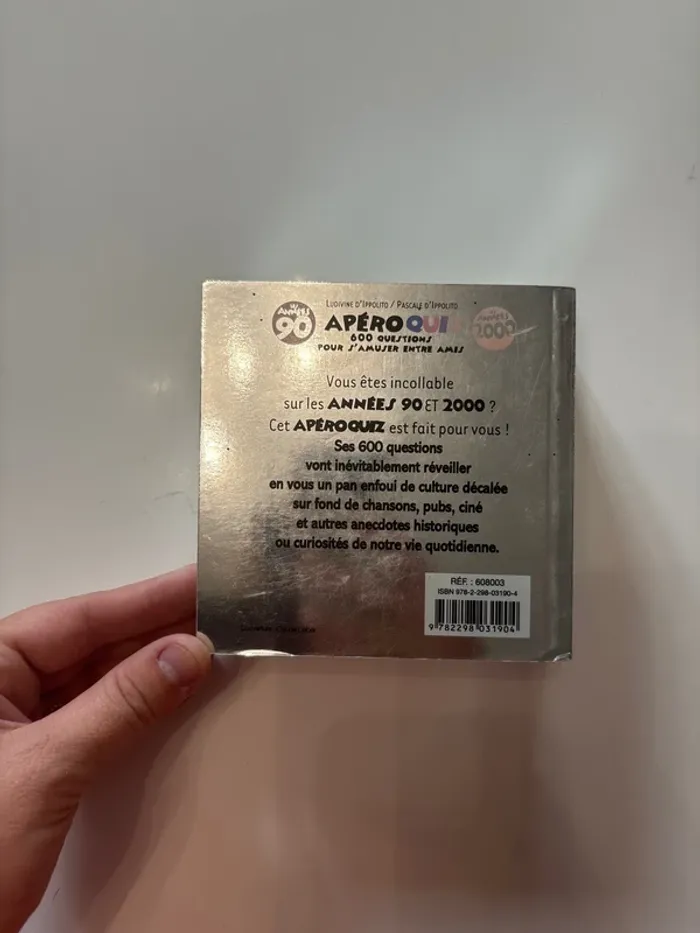 Ludivine d'Ippolito / Pascale d'Ippolito
LES ANNÉES 90
APÉROQUI
ANNÉES 2000
600 QUESTIONS
POUR S'AMUSER ENTRE AMIS
Vous êtes incollable
sur les ANNÉES 90 ET 2000 ?
Cet APÉROQUIZ est fait pour vous !
Ses 600 questions
vont inévitablement réveiller
en vous un pan enfoui de culture décalée
sur fond de chansons, pubs, ciné
et autres anecdotes historiques
ou curiosités de notre vie quotidienne.
RÉF. : 608003
ISBN 978-2-298-03190-4
9 782298 031904